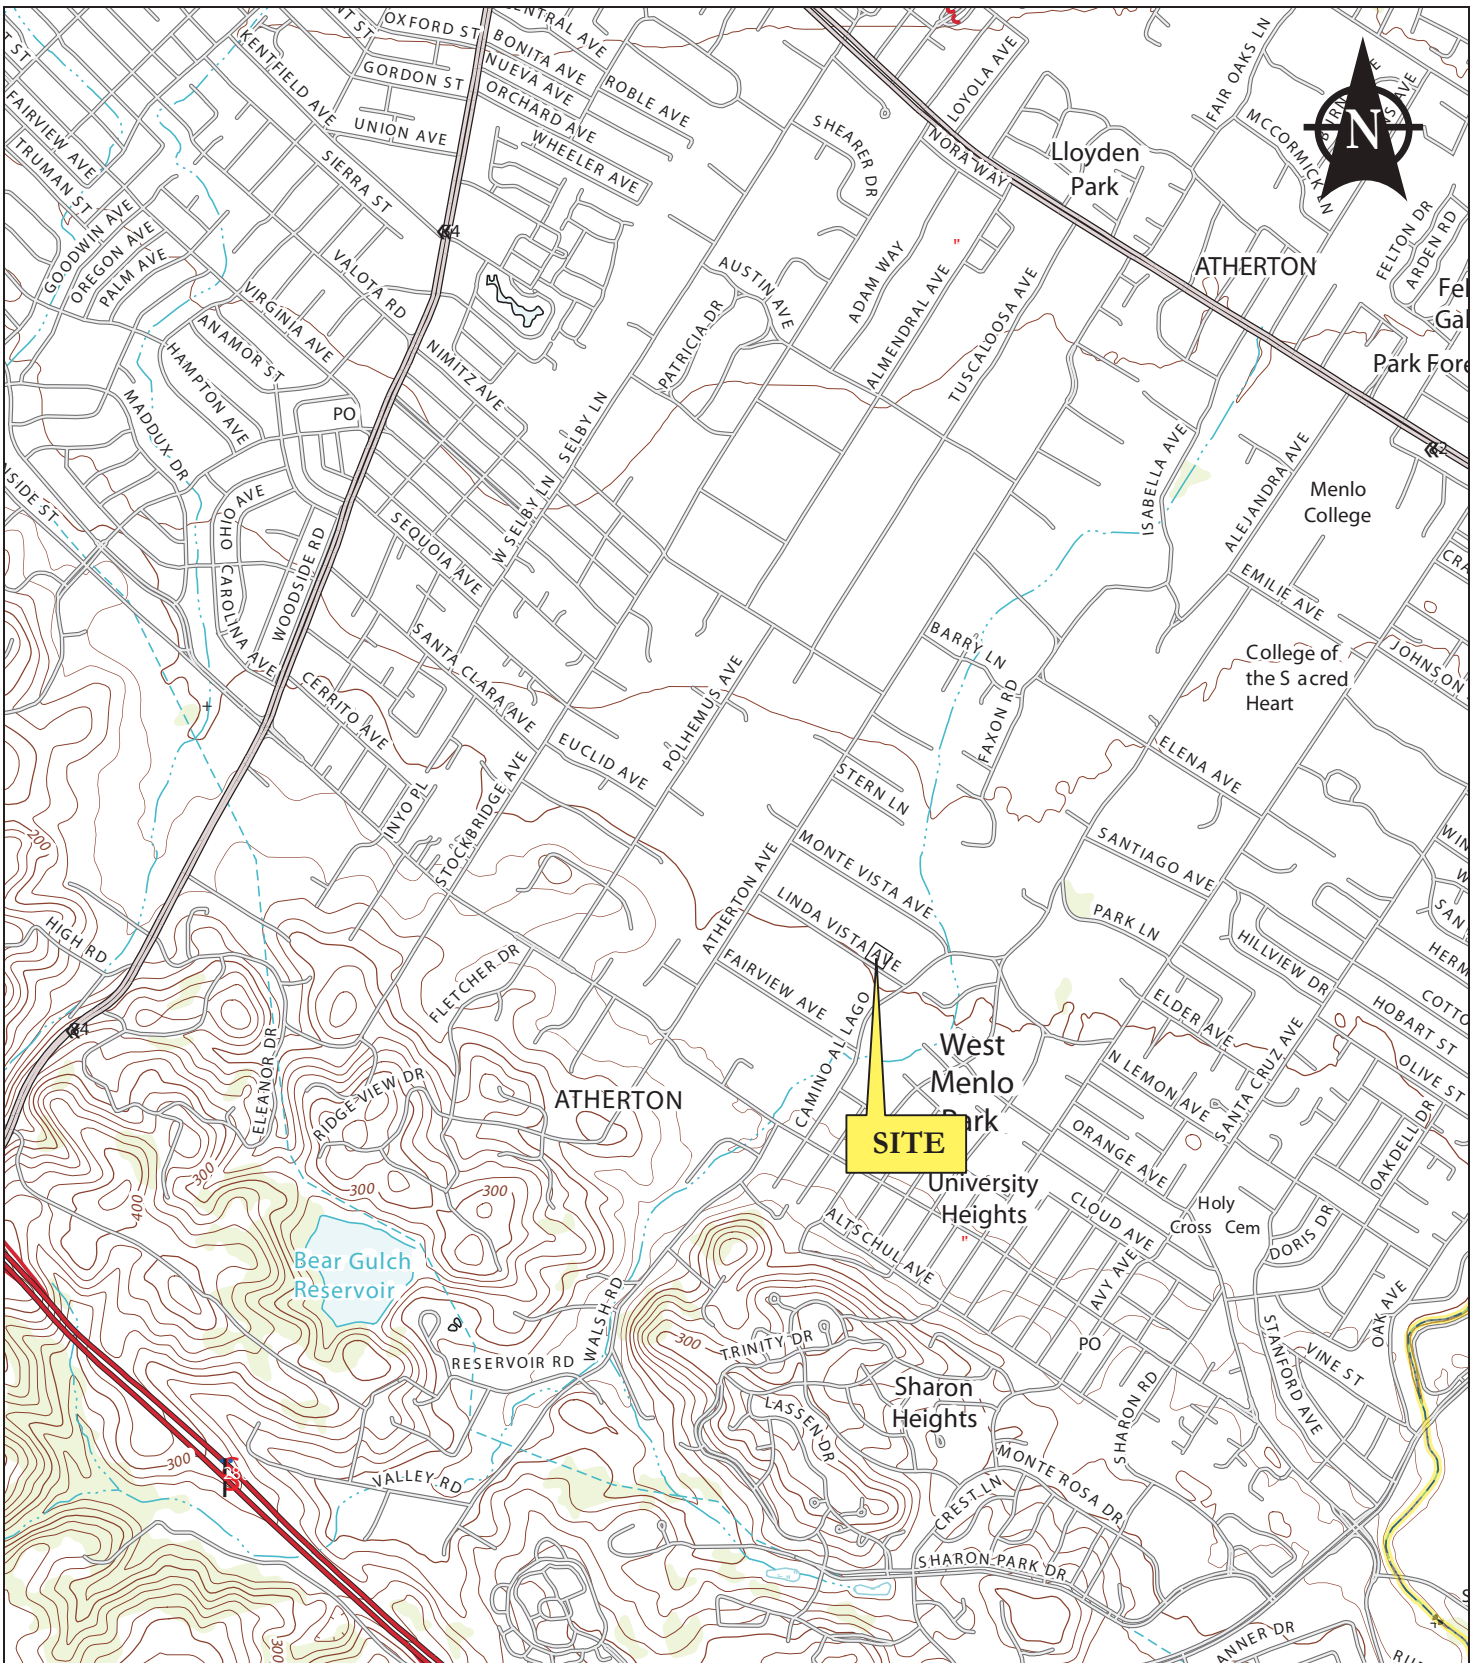 OXFORD ST
BONITA AVE
NUEVA AVE
ROBLE AVE
KENTFIELD AVE
GORDON ST
ORCHARD AVE
LOYOLA AVE
FAIR OAKS LN
N
FAIRVIEW AVE
UNION AVE
WHEELER AVE
SHEARER DR
NORA WAY
MCCORMICK LN
Lloyden
Park
TRUMAN ST
SIERRA ST
GOODWIN AVE
OREGON AVE
PALM AVE
VALOTA RD
AUSTIN AVE
ADAM WAY
ATHERTON
FELTON DR
ARDEN RD
VIRGINIA AVE
ANAMOR ST
PATRICIA DR
ALMENDRAL AVE
TUSCALOOSA AVE
HAMPTON AVE
NIMITZ AVE
MADDUX DR
PO
SELBY LN
W SELBY LN
ISABELLA AVE
ALEJANDRA AVE
Menlo
College
OIHO AVE
CAROLINA AVE
WOODSIDE RD
SEQUOIA AVE
EMILIE AVE
SANTA CLARA AVE
BARRY LN
College of
the S acred
Heart
JOHNSON
CERRITO AVE
POLHEMUS AVE
FAXON RD
EUCLID AVE
ELENA AVE
INYO PL
STOCKBRIDGE AVE
STERN LN
200
MONTE VISTA AVE
SANTIAGO AVE
ATHERTON AVE
LINDA VISTA AVE
PARK LN
HIGH RD
HILLVIEW DR
FLETCHER DR
FAIRVIEW AVE
ELDER AVE
HOBART ST
CAMINO AL LAGO
West
Menlo
Park
N LEMON AVE
SANTA CRUZ AVE
OLIVE ST
ELEANOR DR
RIDGE VIEW DR
ATHERTON
SITE
ORANGE AVE
OAKDELL DR
300
400
300
300
University
Heights
CLOUD AVE
Holy
Cross Cem
ALTSCHUL AVE
DORIS DR
Bear Gulch
Reservoir
AVY AVE
WALSH RD
300
TRINITY DR
PO
STANFORD AVE
VINE ST
OAK AVE
RESERVOIR RD
Sharon
Heights
LASSEN DR
SHARON RD
300
VALLEY RD
CREST LN
MONTE ROSA DR
SHARON PARK DR
300